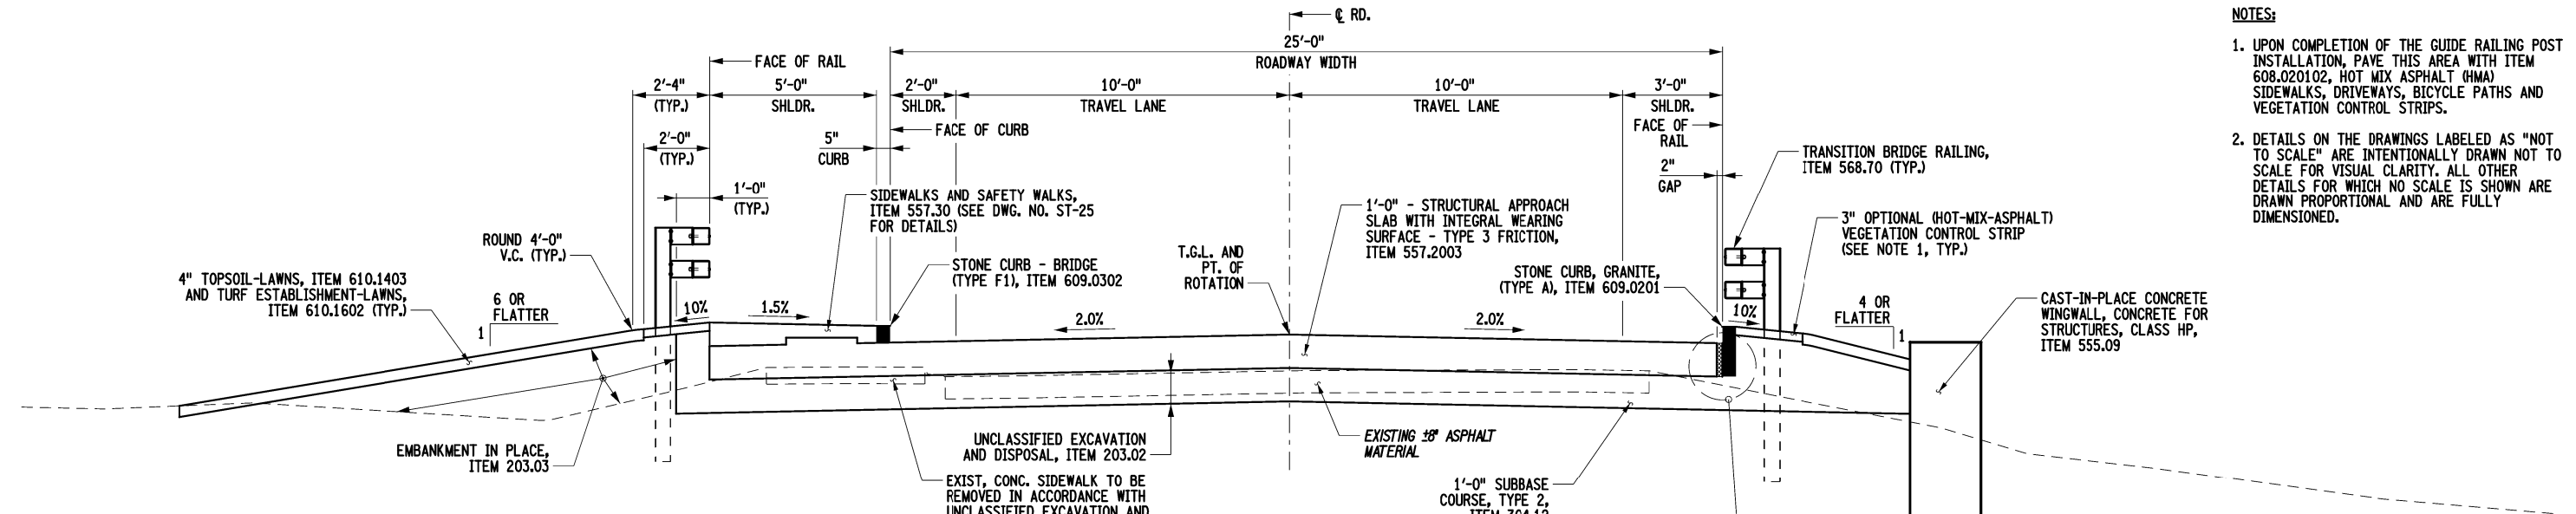 ℄ RD.
25'-0"
ROADWAY WIDTH
FACE OF RAIL
2'-4"
(TYP.)
5'-0"
SHLDR.
2'-0"
SHLDR.
10'-0"
TRAVEL LANE
10'-0"
TRAVEL LANE
3'-0"
SHLDR.
FACE OF CURB
FACE OF
RAIL
5"
CURB
2'-0"
(TYP.)
1'-0"
(TYP.)
2"
GAP
TRANSITION BRIDGE RAILING,
ITEM 568.70 (TYP.)
SIDEWALKS AND SAFETY WALKS,
ITEM 557.30 (SEE DWG. NO. ST-25
FOR DETAILS)
1'-0" - STRUCTURAL APPROACH
SLAB WITH INTEGRAL WEARING
SURFACE - TYPE 3 FRICTION,
ITEM 557.2003
3" OPTIONAL (HOT-MIX-ASPHALT)
VEGETATION CONTROL STRIP
(SEE NOTE 1, TYP.)
ROUND 4'-0"
V.C. (TYP.)
T.G.L. AND
PT. OF
ROTATION
STONE CURB - BRIDGE
(TYPE F1), ITEM 609.0302
STONE CURB, GRANITE,
(TYPE A), ITEM 609.0201
4" TOPSOIL-LAWNS, ITEM 610.1403
AND TURF ESTABLISHMENT-LAWNS,
ITEM 610.1602 (TYP.)
6 OR
FLATTER
1
10%
1.5%
2.0%
2.0%
10%
4 OR
FLATTER
1
CAST-IN-PLACE CONCRETE
WINGWALL, CONCRETE FOR
STRUCTURES, CLASS HP,
ITEM 555.09
EMBANKMENT IN PLACE,
ITEM 203.03
UNCLASSIFIED EXCAVATION
AND DISPOSAL, ITEM 203.02
EXISTING ±8" ASPHALT
MATERIAL
EXIST, CONC. SIDEWALK TO BE
REMOVED IN ACCORDANCE WITH
UNCLASSIFIED EXCAVATION AND
1'-0" SUBBASE
COURSE, TYPE 2,
ITEM 304.12
NOTES:
1. UPON COMPLETION OF THE GUIDE RAILING POST
INSTALLATION, PAVE THIS AREA WITH ITEM
608.020102, HOT MIX ASPHALT (HMA)
SIDEWALKS, DRIVEWAYS, BICYCLE PATHS AND
VEGETATION CONTROL STRIPS.
2. DETAILS ON THE DRAWINGS LABELED AS "NOT
TO SCALE" ARE INTENTIONALLY DRAWN NOT TO
SCALE FOR VISUAL CLARITY. ALL OTHER
DETAILS FOR WHICH NO SCALE IS SHOWN ARE
DRAWN PROPORTIONAL AND ARE FULLY
DIMENSIONED.